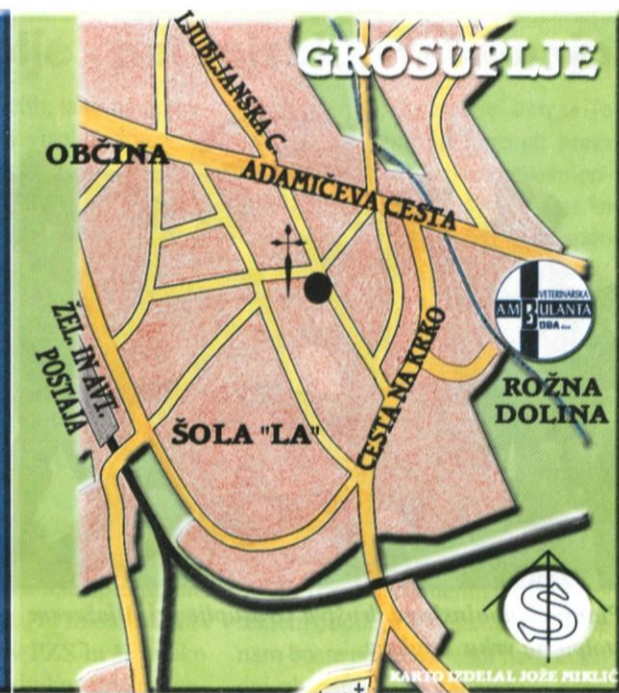 GROSUPLJE
LJUBLJANSKA C.
OBČINA
ADAMIČEVA CESTA
VETERINARSKA
AMBULANTA
OBA d.o.o.
ŽEL. IN AVT.
POSTAJA
CESTA NA KRKO
ROŽNA
DOLINA
ŠOLA "LA"
S
KARTO IZDELAL JOŽE MIKLIČ